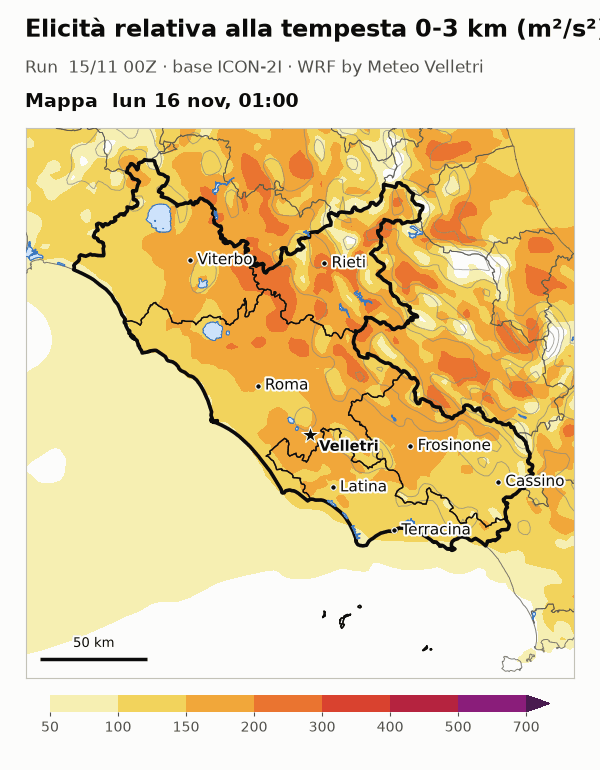 Elicità relativa alla tempesta 0-3 km (m²/s²)
Run  15/11 00Z · base ICON-2I · WRF by Meteo Velletri
Mappa  lun 16 nov, 01:00
Viterbo
Rieti
Roma
Velletri
Frosinone
Cassino
Latina
Terracina
50 km
50 100 150 200 300 400 500 700